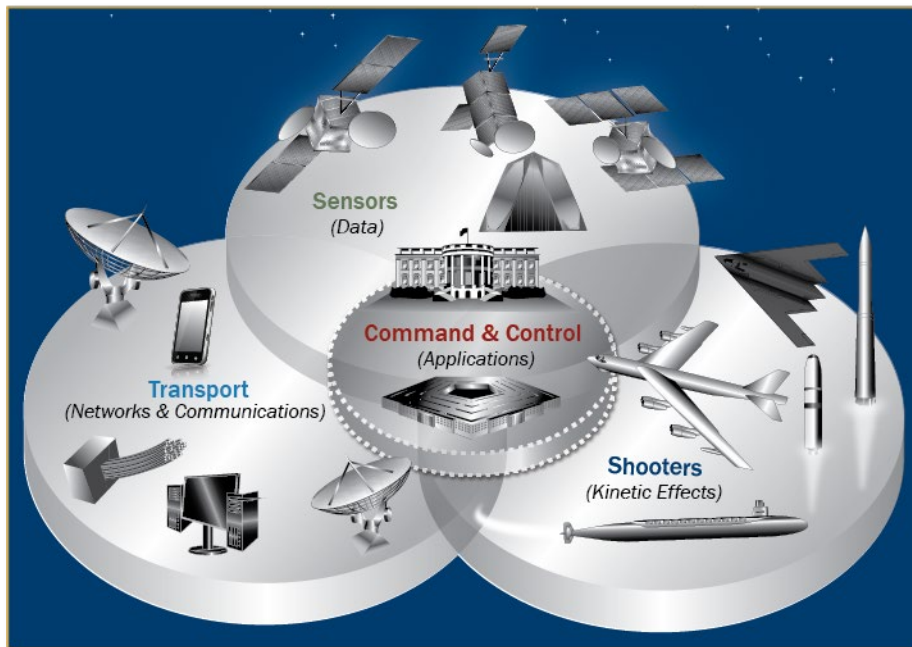 Sensors
(Data)
Command & Control
(Applications)
Transport
(Networks & Communications)
Shooters
(Kinetic Effects)